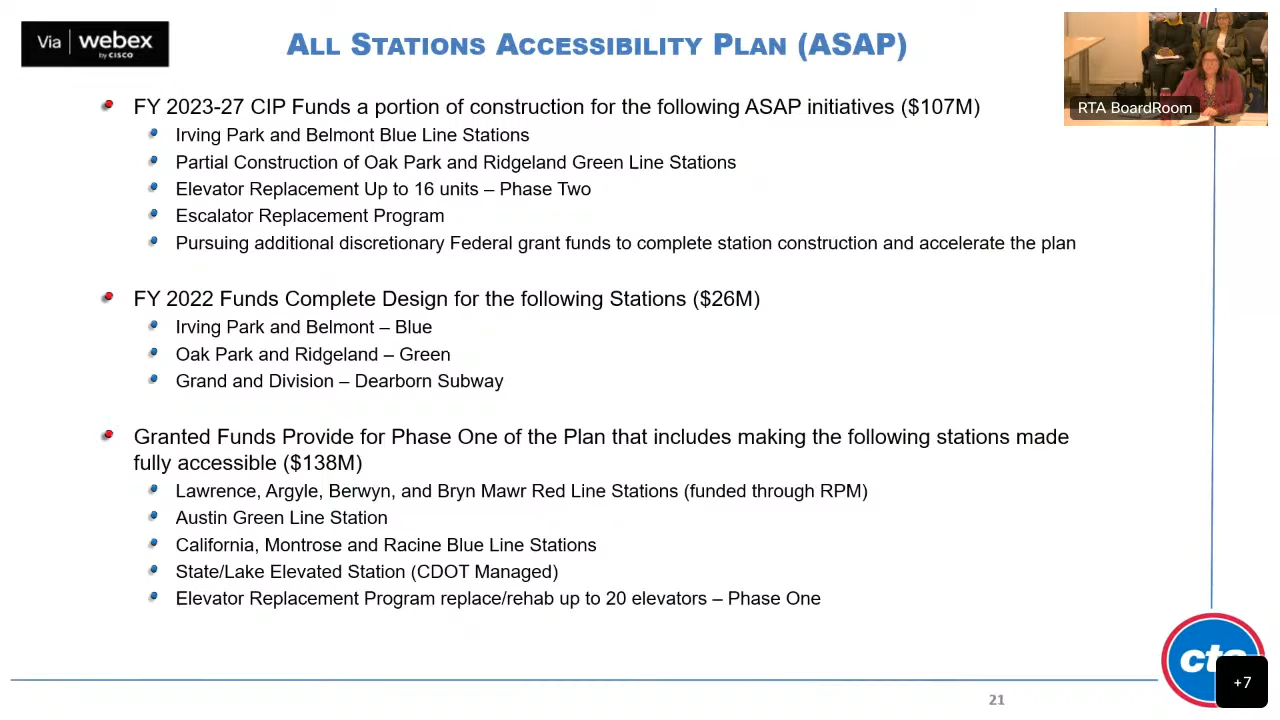 Via webex
by CISCO
ALL STATIONS ACCESSIBILITY PLAN (ASAP)
RTA BoardRoom
FY 2023-27 CIP Funds a portion of construction for the following ASAP initiatives ($107M)
Irving Park and Belmont Blue Line Stations
Partial Construction of Oak Park and Ridgeland Green Line Stations
Elevator Replacement Up to 16 units – Phase Two
Escalator Replacement Program
Pursuing additional discretionary Federal grant funds to complete station construction and accelerate the plan
FY 2022 Funds Complete Design for the following Stations ($26M)
Irving Park and Belmont – Blue
Oak Park and Ridgeland – Green
Grand and Division – Dearborn Subway
Granted Funds Provide for Phase One of the Plan that includes making the following stations made
fully accessible ($138M)
Lawrence, Argyle, Berwyn, and Bryn Mawr Red Line Stations (funded through RPM)
Austin Green Line Station
California, Montrose and Racine Blue Line Stations
State/Lake Elevated Station (CDOT Managed)
Elevator Replacement Program replace/rehab up to 20 elevators – Phase One
cta
+7
21